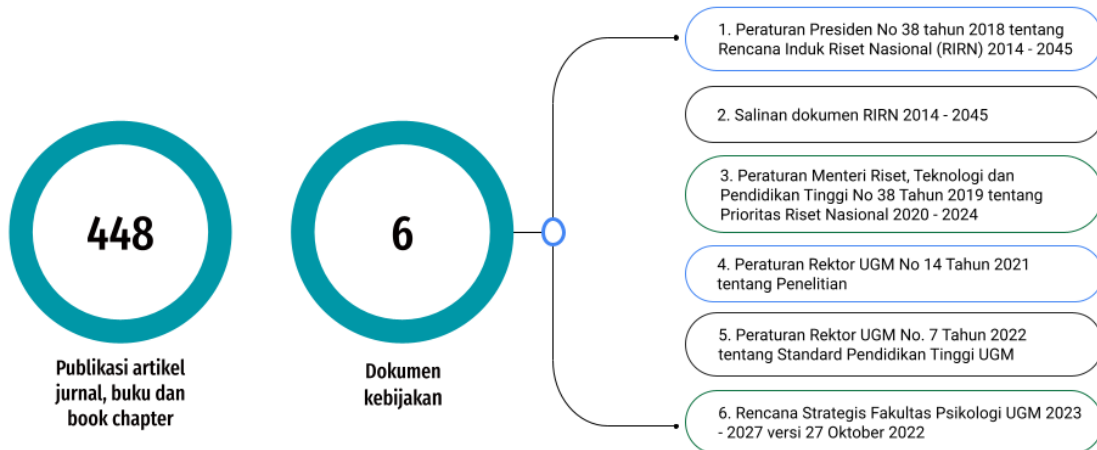 448
Publikasi artikel
jurnal, buku dan
book chapter
6
Dokumen
kebijakan
1. Peraturan Presiden No 38 tahun 2018 tentang
Rencana Induk Riset Nasional (RIRN) 2014 - 2045
2. Salinan dokumen RIRN 2014 - 2045
3. Peraturan Menteri Riset, Teknologi dan
Pendidikan Tinggi No 38 Tahun 2019 tentang
Prioritas Riset Nasional 2020 - 2024
4. Peraturan Rektor UGM No 14 Tahun 2021
tentang Penelitian
5. Peraturan Rektor UGM No. 7 Tahun 2022
tentang Standard Pendidikan Tinggi UGM
6. Rencana Strategis Fakultas Psikologi UGM 2023
- 2027 versi 27 Oktober 2022